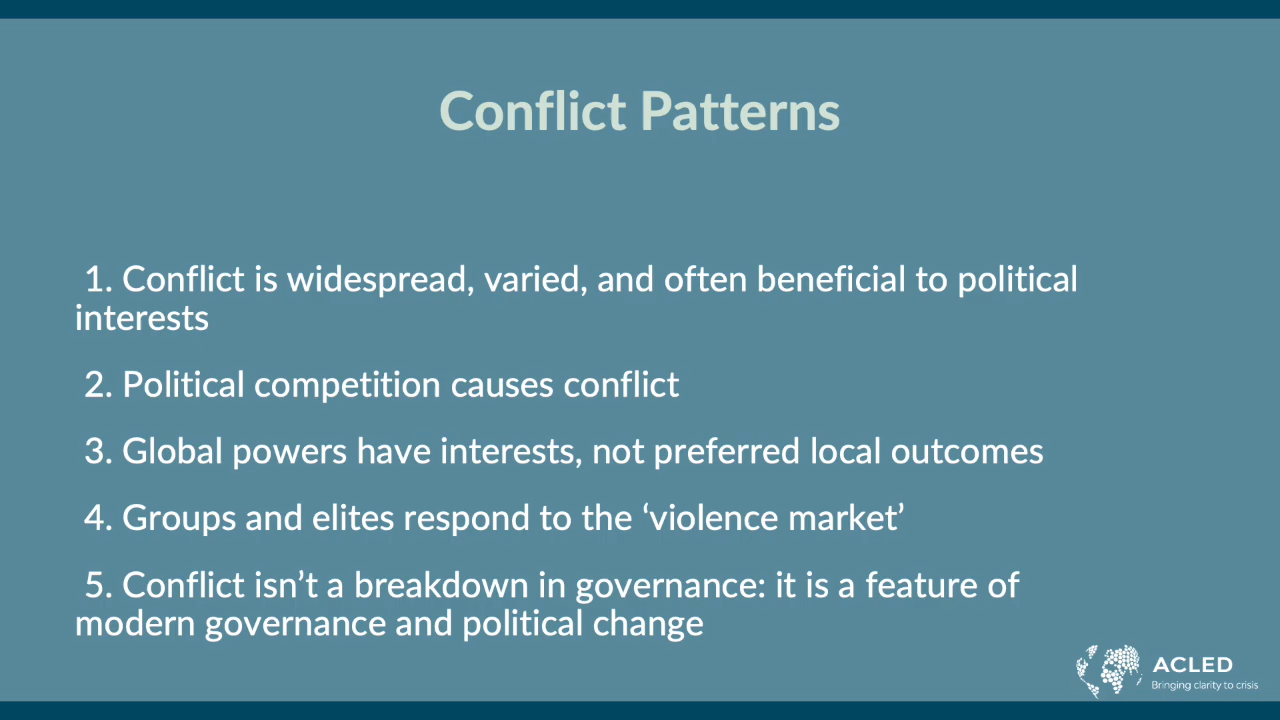 Conflict Patterns
1. Conflict is widespread, varied, and often beneficial to political
interests
2. Political competition causes conflict
3. Global powers have interests, not preferred local outcomes
4. Groups and elites respond to the ‘violence market’
5. Conflict isn’t a breakdown in governance: it is a feature of
modern governance and political change
ACLED
Bringing clarity to crisis